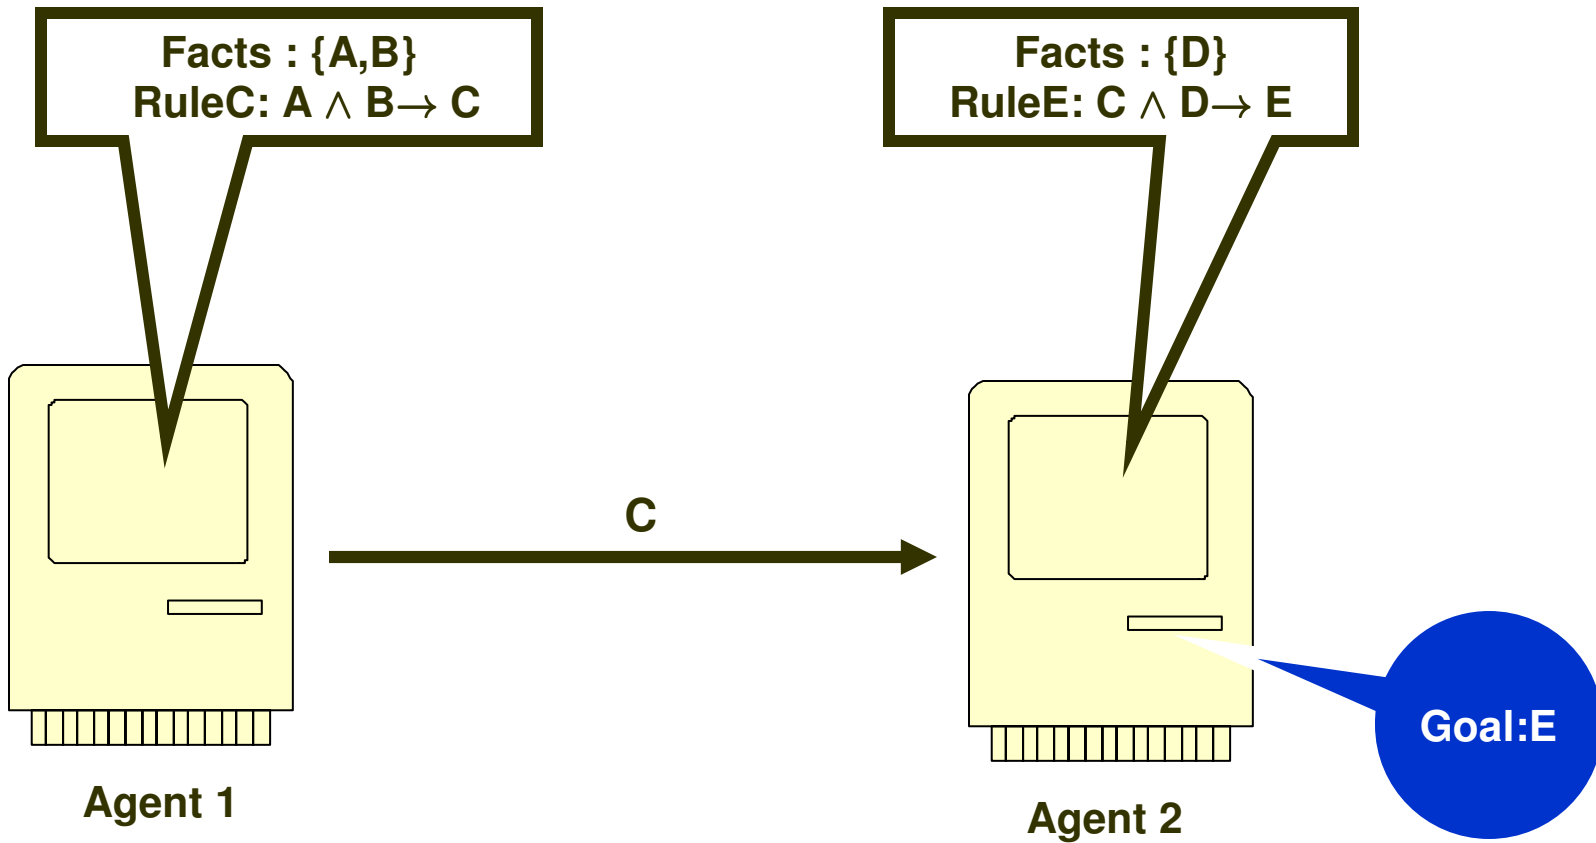 Facts : {A,B}
RuleC: A ∧ B→ C
Facts : {D}
RuleE: C ∧ D→ E
C
Goal:E
Agent 1
Agent 2